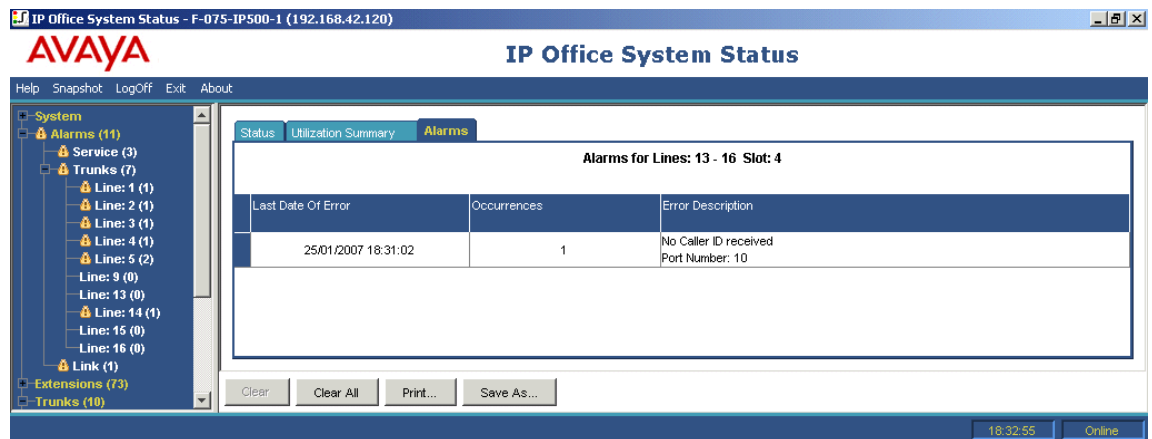 IP Office System Status - F-075-IP500-1 (192.168.42.120)
AVAYA
IP Office System Status
Help Snapshot LogOff Exit About
System
Alarms (11)
Service (3)
Trunks (7)
Line: 1 (1)
Line: 2 (1)
Line: 3 (1)
Line: 4 (1)
Line: 5 (2)
Line: 9 (0)
Line: 13 (0)
Line: 14 (1)
Line: 15 (0)
Line: 16 (0)
Link (1)
Extensions (73)
Trunks (10)
Status Utilization Summary Alarms
Alarms for Lines: 13 - 16 Slot: 4
Last Date Of Error Occurrences Error Description
25/01/2007 18:31:02 1 No Caller ID received
Port Number: 10
Clear Clear All Print... Save As...
18:32:55 Online